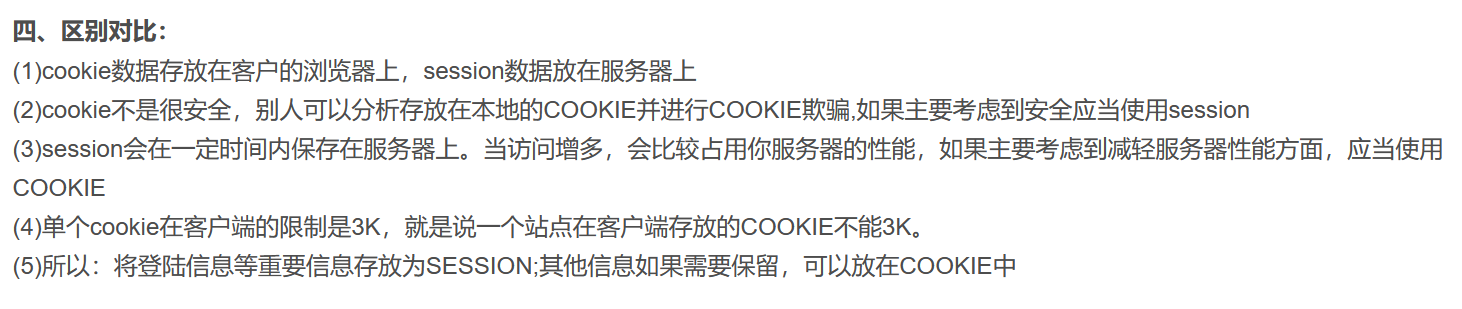 四、区别对比：
(1)cookie数据存放在客户的浏览器上，session数据放在服务器上
(2)cookie不是很安全，别人可以分析存放在本地的COOKIE并进行COOKIE欺骗,如果主要考虑到安全应当使用session
(3)session会在一定时间内保存在服务器上。当访问增多，会比较占用你服务器的性能，如果主要考虑到减轻服务器性能方面，应当使用
COOKIE
(4)单个cookie在客户端的限制是3K，就是说一个站点在客户端存放的COOKIE不能3K。
(5)所以：将登陆信息等重要信息存放为SESSION;其他信息如果需要保留，可以放在COOKIE中